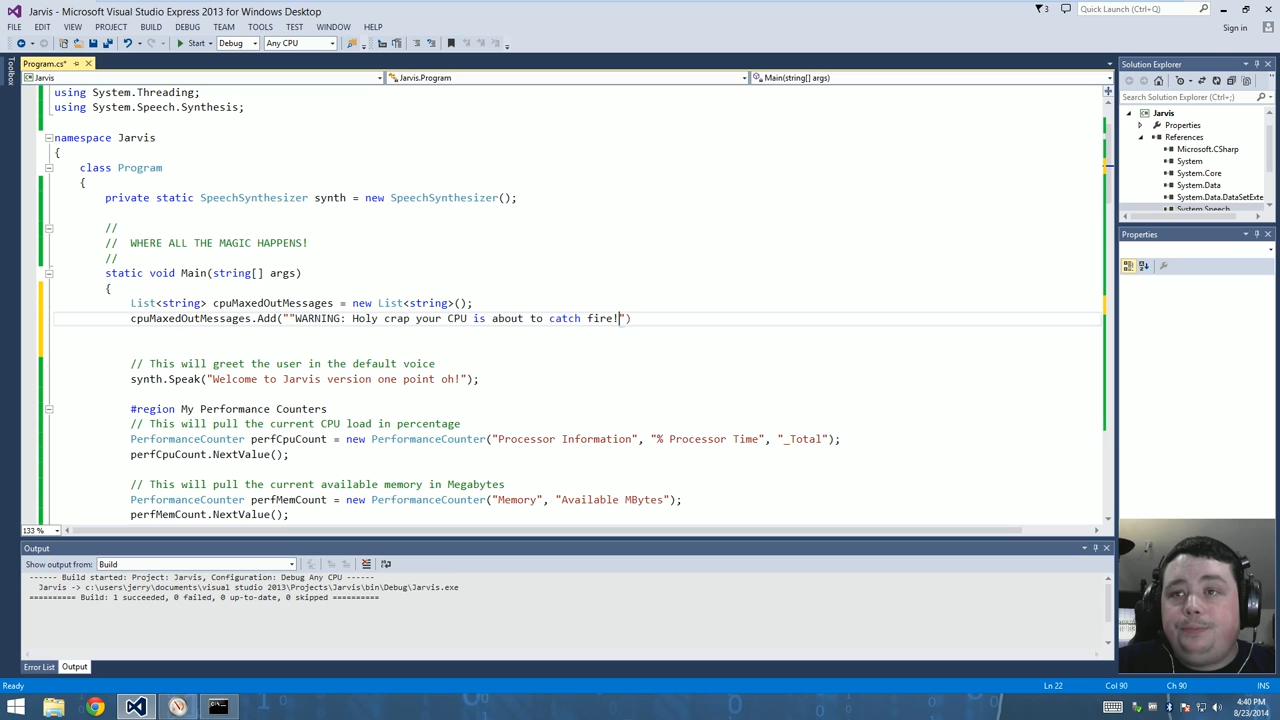 Jarvis - Microsoft Visual Studio Express 2013 for Windows Desktop
3
Quick Launch (Ctrl+Q)
FILE EDIT VIEW PROJECT BUILD DEBUG TEAM TOOLS TEST WINDOW HELP
Sign in
Start Debug Any CPU
Toolbox
Program.cs*
Jarvis
Jarvis.Program
Main(string[] args)
using System.Threading;
using System.Speech.Synthesis;
namespace Jarvis
{
class Program
{
private static SpeechSynthesizer synth = new SpeechSynthesizer();
//
// WHERE ALL THE MAGIC HAPPENS!
//
static void Main(string[] args)
{
List<string> cpuMaxedOutMessages = new List<string>();
cpuMaxedOutMessages.Add(""WARNING: Holy crap your CPU is about to catch fire!")
// This will greet the user in the default voice
synth.Speak("Welcome to Jarvis version one point oh!");
#region My Performance Counters
// This will pull the current CPU load in percentage
PerformanceCounter perfCpuCount = new PerformanceCounter("Processor Information", "% Processor Time", "_Total");
perfCpuCount.NextValue();
// This will pull the current available memory in Megabytes
PerformanceCounter perfMemCount = new PerformanceCounter("Memory", "Available MBytes");
perfMemCount.NextValue();
133 %
Output
Show output from: Build
------ Build started: Project: Jarvis, Configuration: Debug Any CPU ------
Jarvis -> c:\users\jerry\documents\visual studio 2013\Projects\Jarvis\bin\Debug\Jarvis.exe
========== Build: 1 succeeded, 0 failed, 0 up-to-date, 0 skipped ==========
Error List Output
Solution Explorer
Search Solution Explorer (Ctrl+;)
Jarvis
Properties
References
Microsoft.CSharp
System
System.Core
System.Data
System.Data.DataSetExte
System.Speech
Properties
Ready
Ln 22
Col 90
Ch 90
INS
4:40 PM
8/23/2014